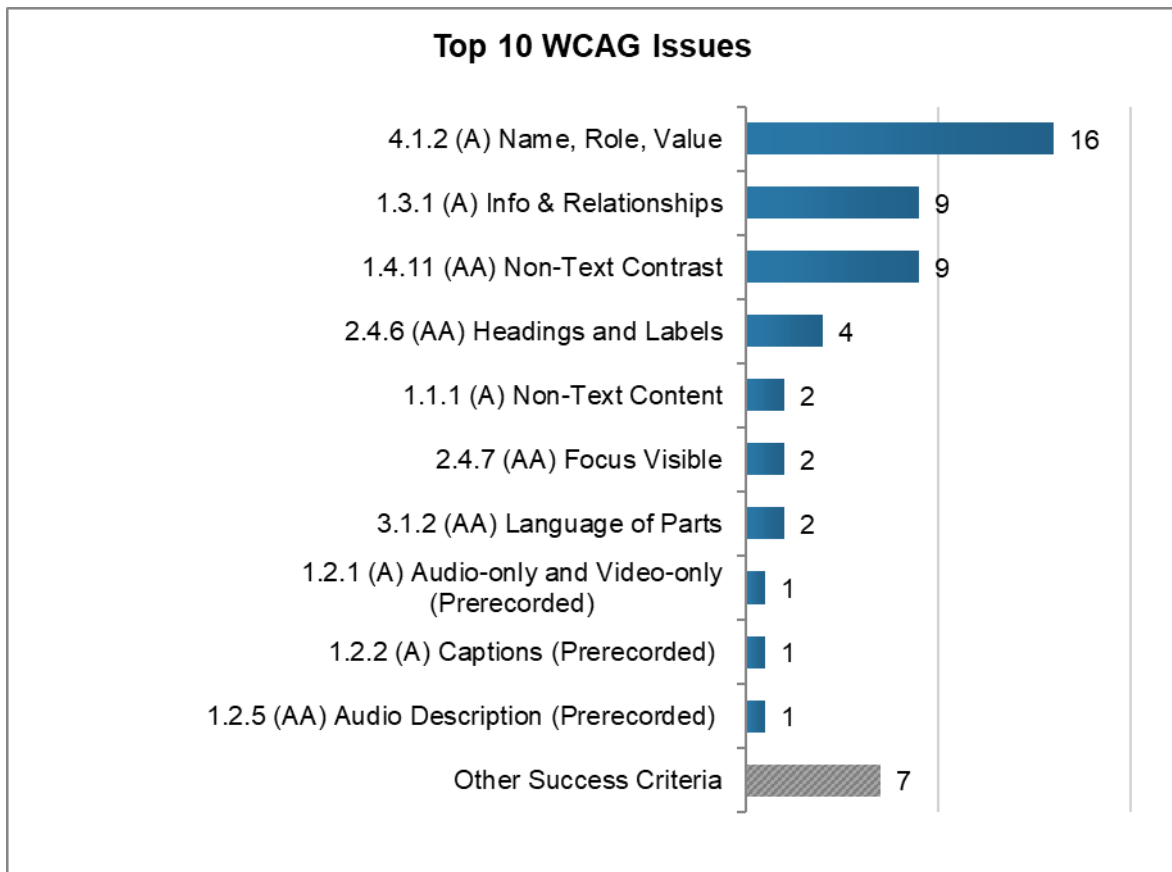 Top 10 WCAG Issues
4.1.2 (A) Name, Role, Value 16
1.3.1 (A) Info & Relationships 9
1.4.11 (AA) Non-Text Contrast 9
2.4.6 (AA) Headings and Labels 4
1.1.1 (A) Non-Text Content 2
2.4.7 (AA) Focus Visible 2
3.1.2 (AA) Language of Parts 2
1.2.1 (A) Audio-only and Video-only
(Prerecorded) 1
1.2.2 (A) Captions (Prerecorded) 1
1.2.5 (AA) Audio Description (Prerecorded) 1
Other Success Criteria 7